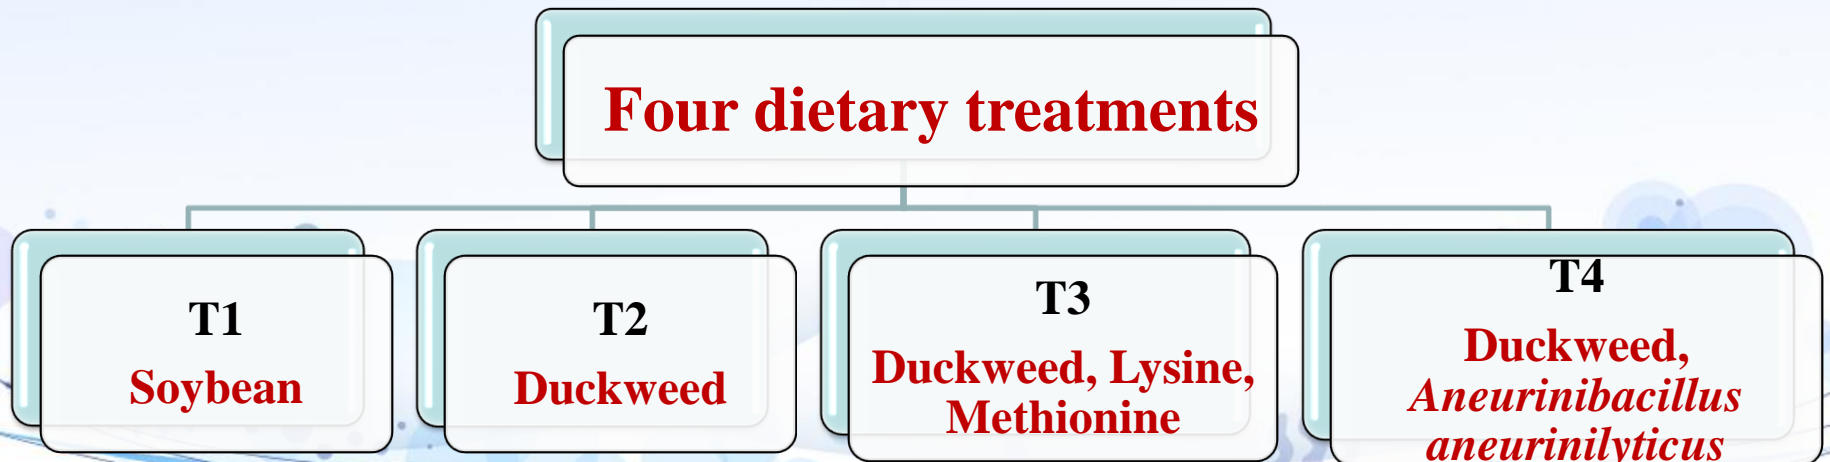 Four dietary treatments
T1
Soybean
T2
Duckweed
T3
Duckweed, Lysine,
Methionine
T4
Duckweed,
Aneurinibacillus
aneurinilyticus